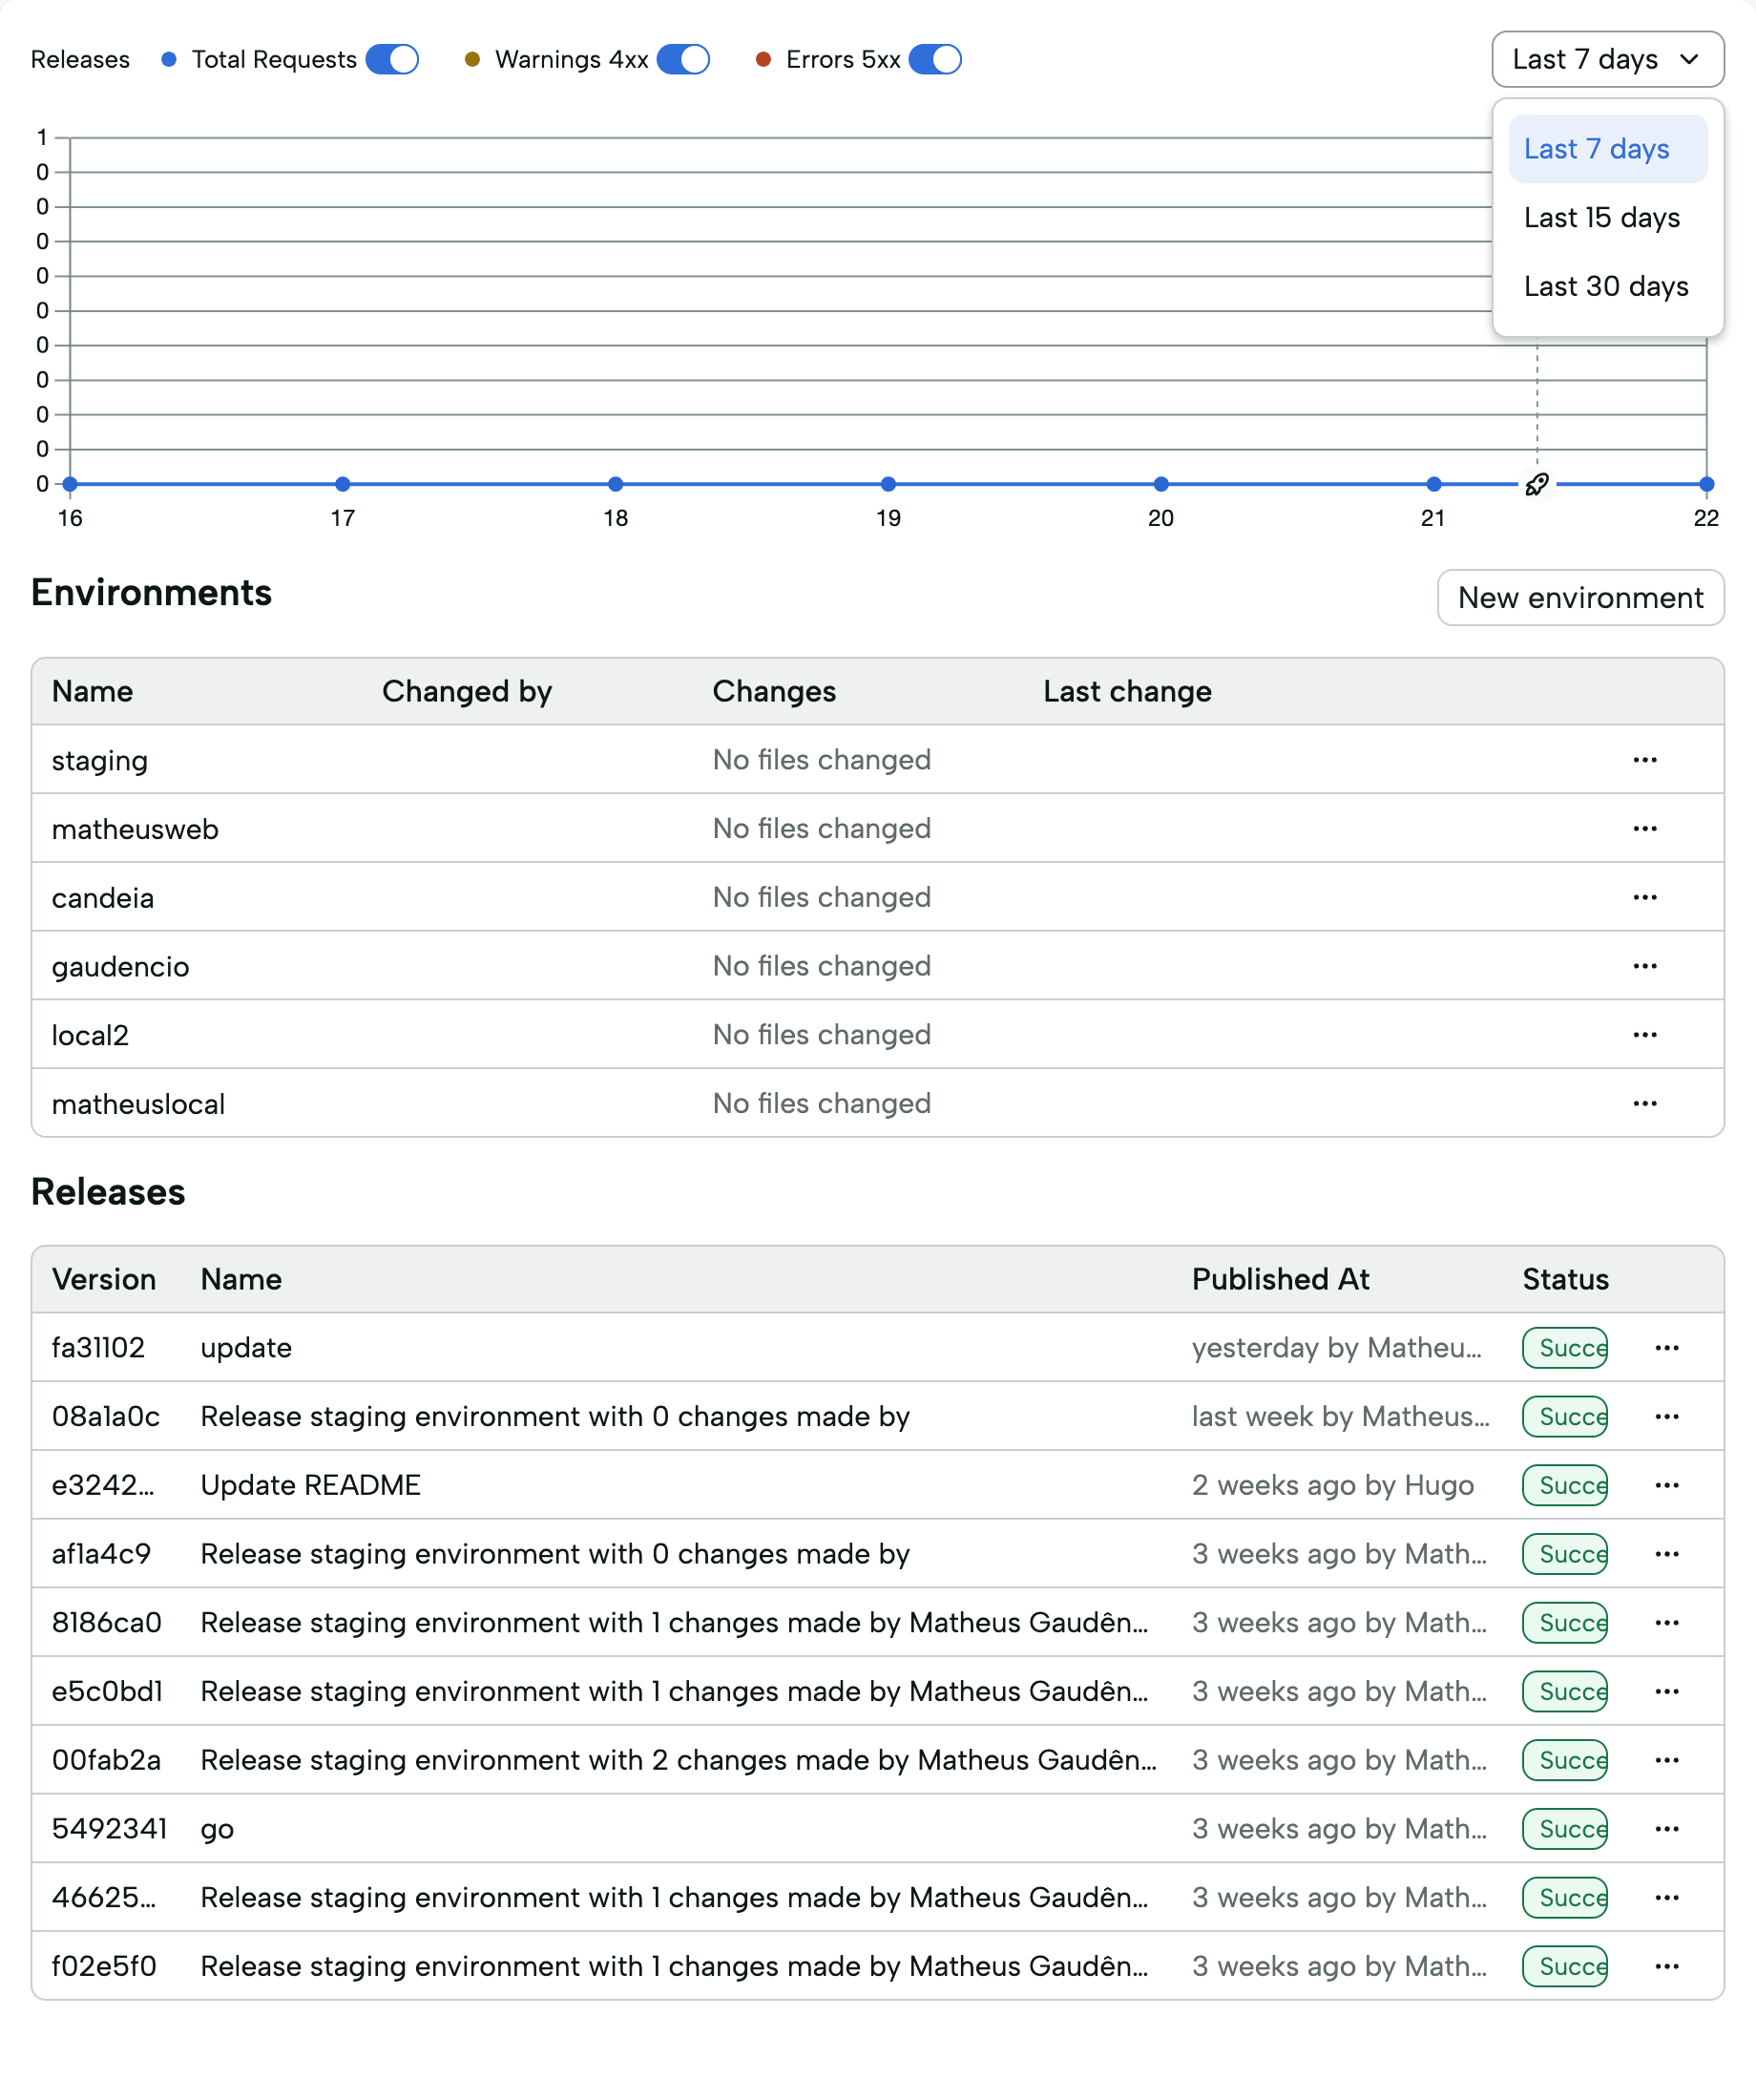 Releases Total Requests Warnings 4xx Errors 5xx Last 7 days
Last 7 days
Last 15 days
Last 30 days
1
0
0
0
0
0
0
0
0
0
0
16 17 18 19 20 21 22
Environments New environment
Name Changed by Changes Last change
staging No files changed
matheusweb No files changed
candeia No files changed
gaudencio No files changed
local2 No files changed
matheuslocal No files changed
Releases
Version Name Published At Status
fa31102 update yesterday by Matheu... Succe
08a1a0c Release staging environment with 0 changes made by last week by Matheus... Succe
e3242... Update README 2 weeks ago by Hugo Succe
af1a4c9 Release staging environment with 0 changes made by 3 weeks ago by Math... Succe
8186ca0 Release staging environment with 1 changes made by Matheus Gaudên... 3 weeks ago by Math... Succe
e5c0bd1 Release staging environment with 1 changes made by Matheus Gaudên... 3 weeks ago by Math... Succe
00fab2a Release staging environment with 2 changes made by Matheus Gaudên... 3 weeks ago by Math... Succe
5492341 go 3 weeks ago by Math... Succe
46625... Release staging environment with 1 changes made by Matheus Gaudên... 3 weeks ago by Math... Succe
f02e5f0 Release staging environment with 1 changes made by Matheus Gaudên... 3 weeks ago by Math... Succe